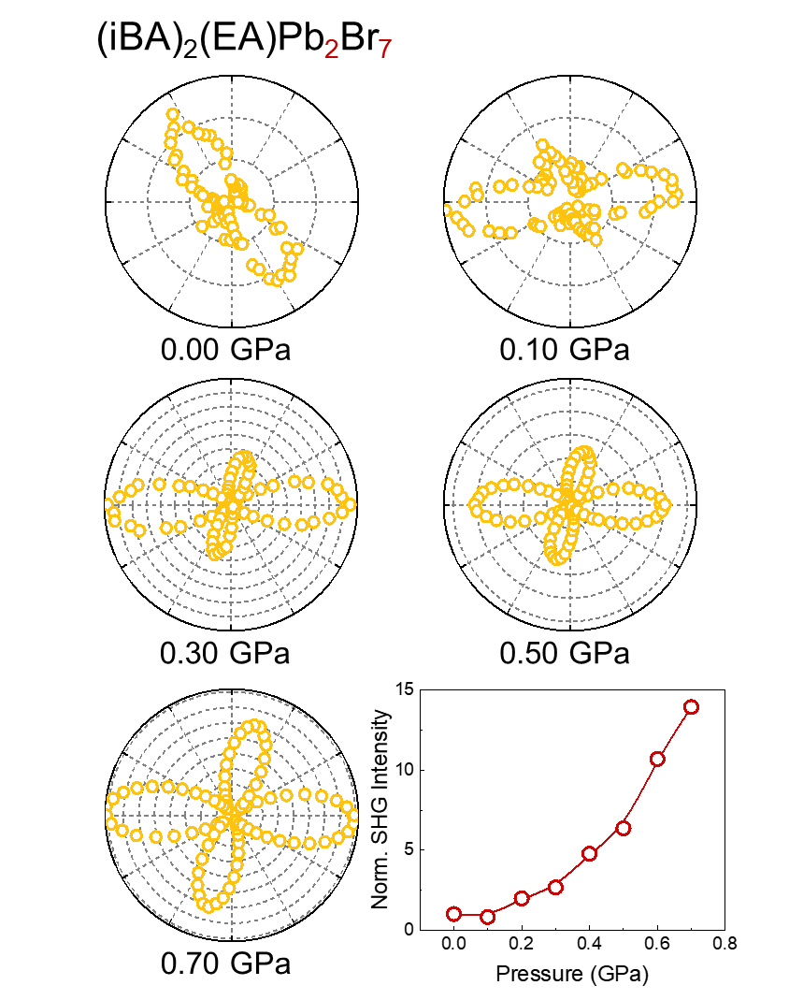 (iBA)₂(EA)Pb₂Br₇
0.00 GPa
0.10 GPa
0.30 GPa
0.50 GPa
0.70 GPa
Norm. SHG Intensity
15
10
5
0
0.0 0.2 0.4 0.6 0.8
Pressure (GPa)